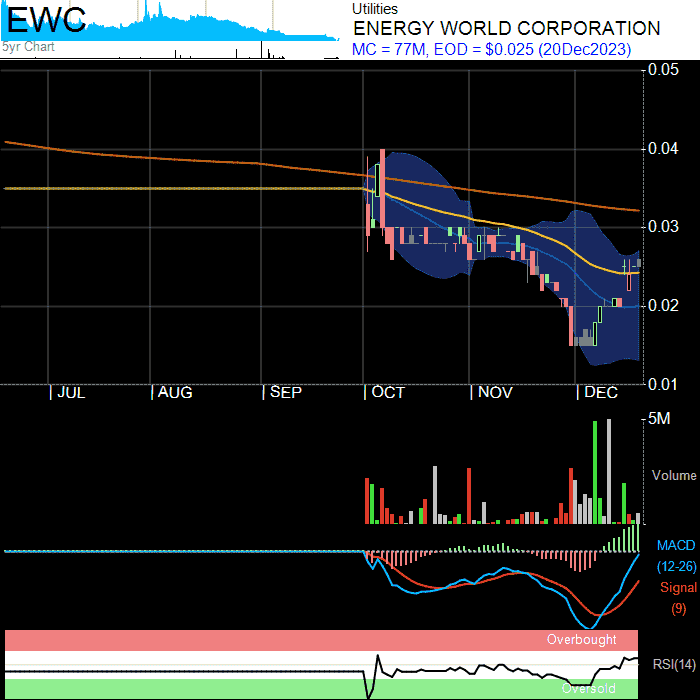 EWC
5yr Chart
Utilities
ENERGY WORLD CORPORATION
MC = 77M, EOD = $0.025 (20Dec2023)
0.05
0.04
0.03
0.02
0.01
JUL AUG SEP OCT NOV DEC
5M
Volume
MACD
(12-26)
Signal
(9)
Overbought
RSI(14)
Oversold